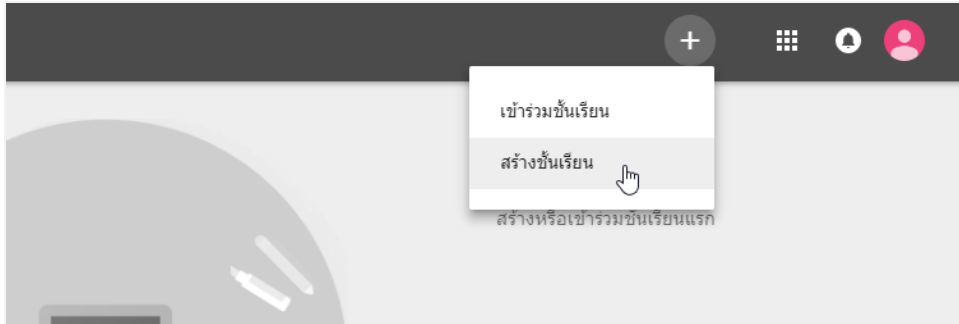 เข้าร่วมชั้นเรียน
สร้างชั้นเรียน
สร้างหรือเข้าร่วมชั้นเรียนแรก